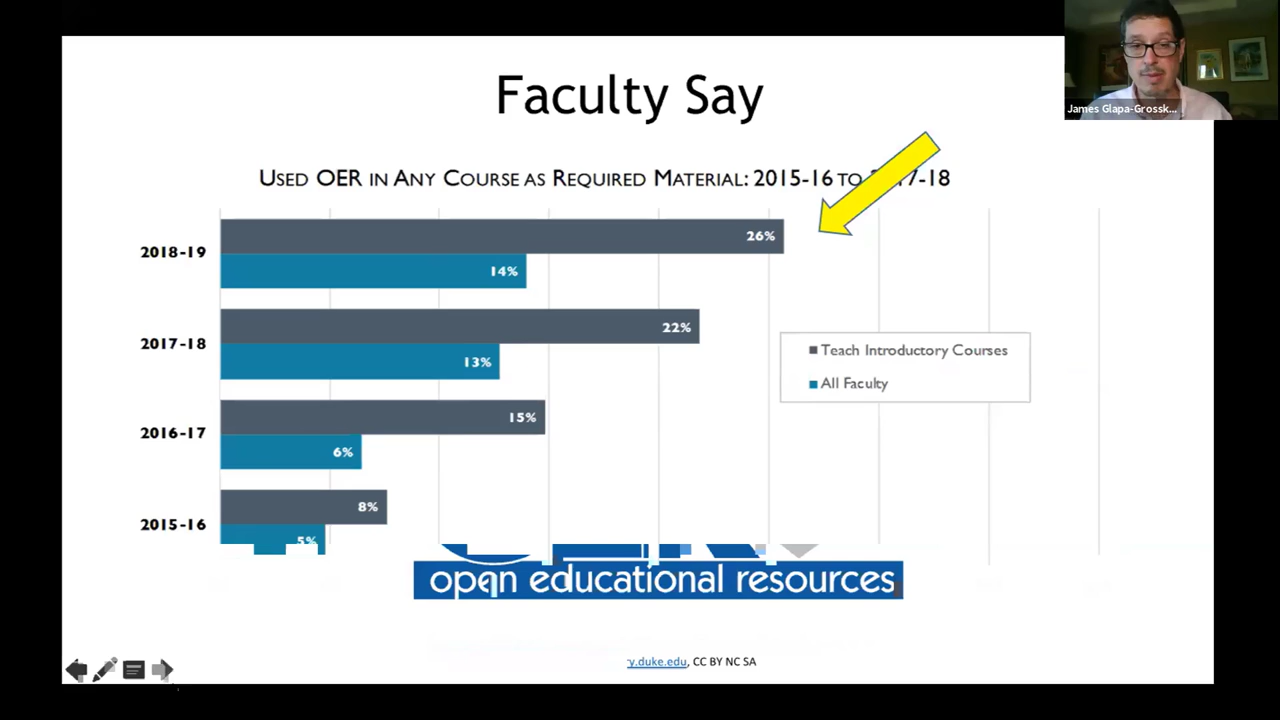 Faculty Say
James Glapa-Grossk...
USED OER IN ANY COURSE AS REQUIRED MATERIAL: 2015-16 TO 17-18
2018-19
26%
14%
2017-18
22%
13%
Teach Introductory Courses
All Faculty
2016-17
15%
6%
2015-16
8%
5%
open educational resources
y.duke.edu, CC BY NC SA